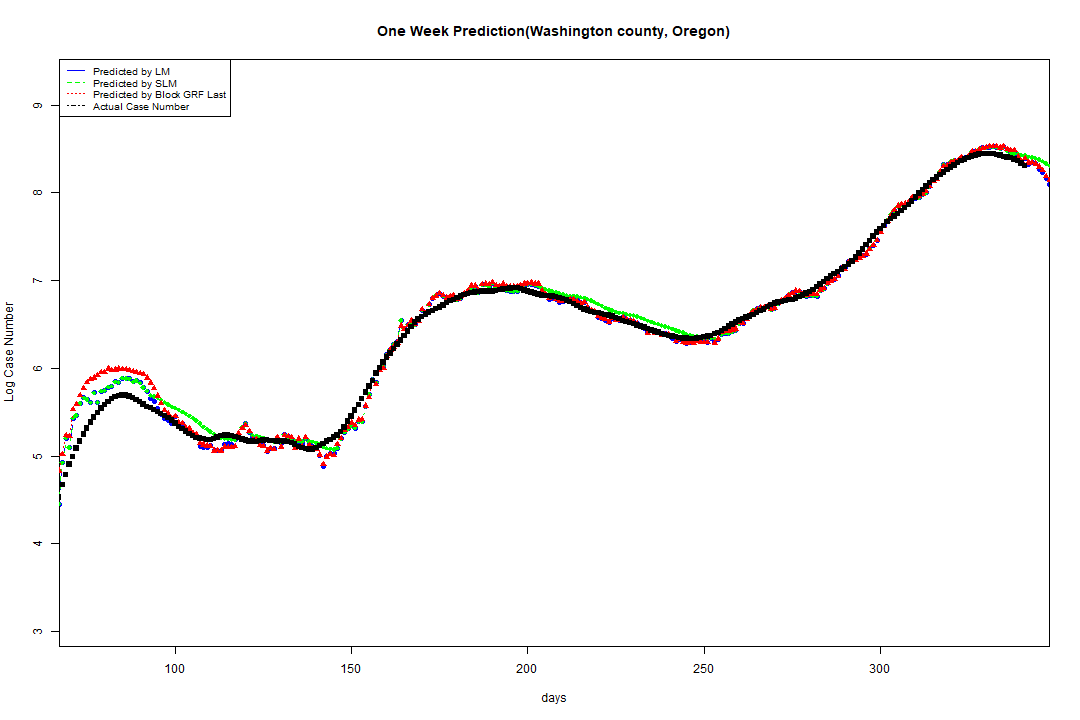 One Week Prediction(Washington county, Oregon)
Predicted by LM
Predicted by SLM
Predicted by Block GRF Last
Actual Case Number
9
8
7
6
5
4
3
Log Case Number
100 150 200 250 300
days